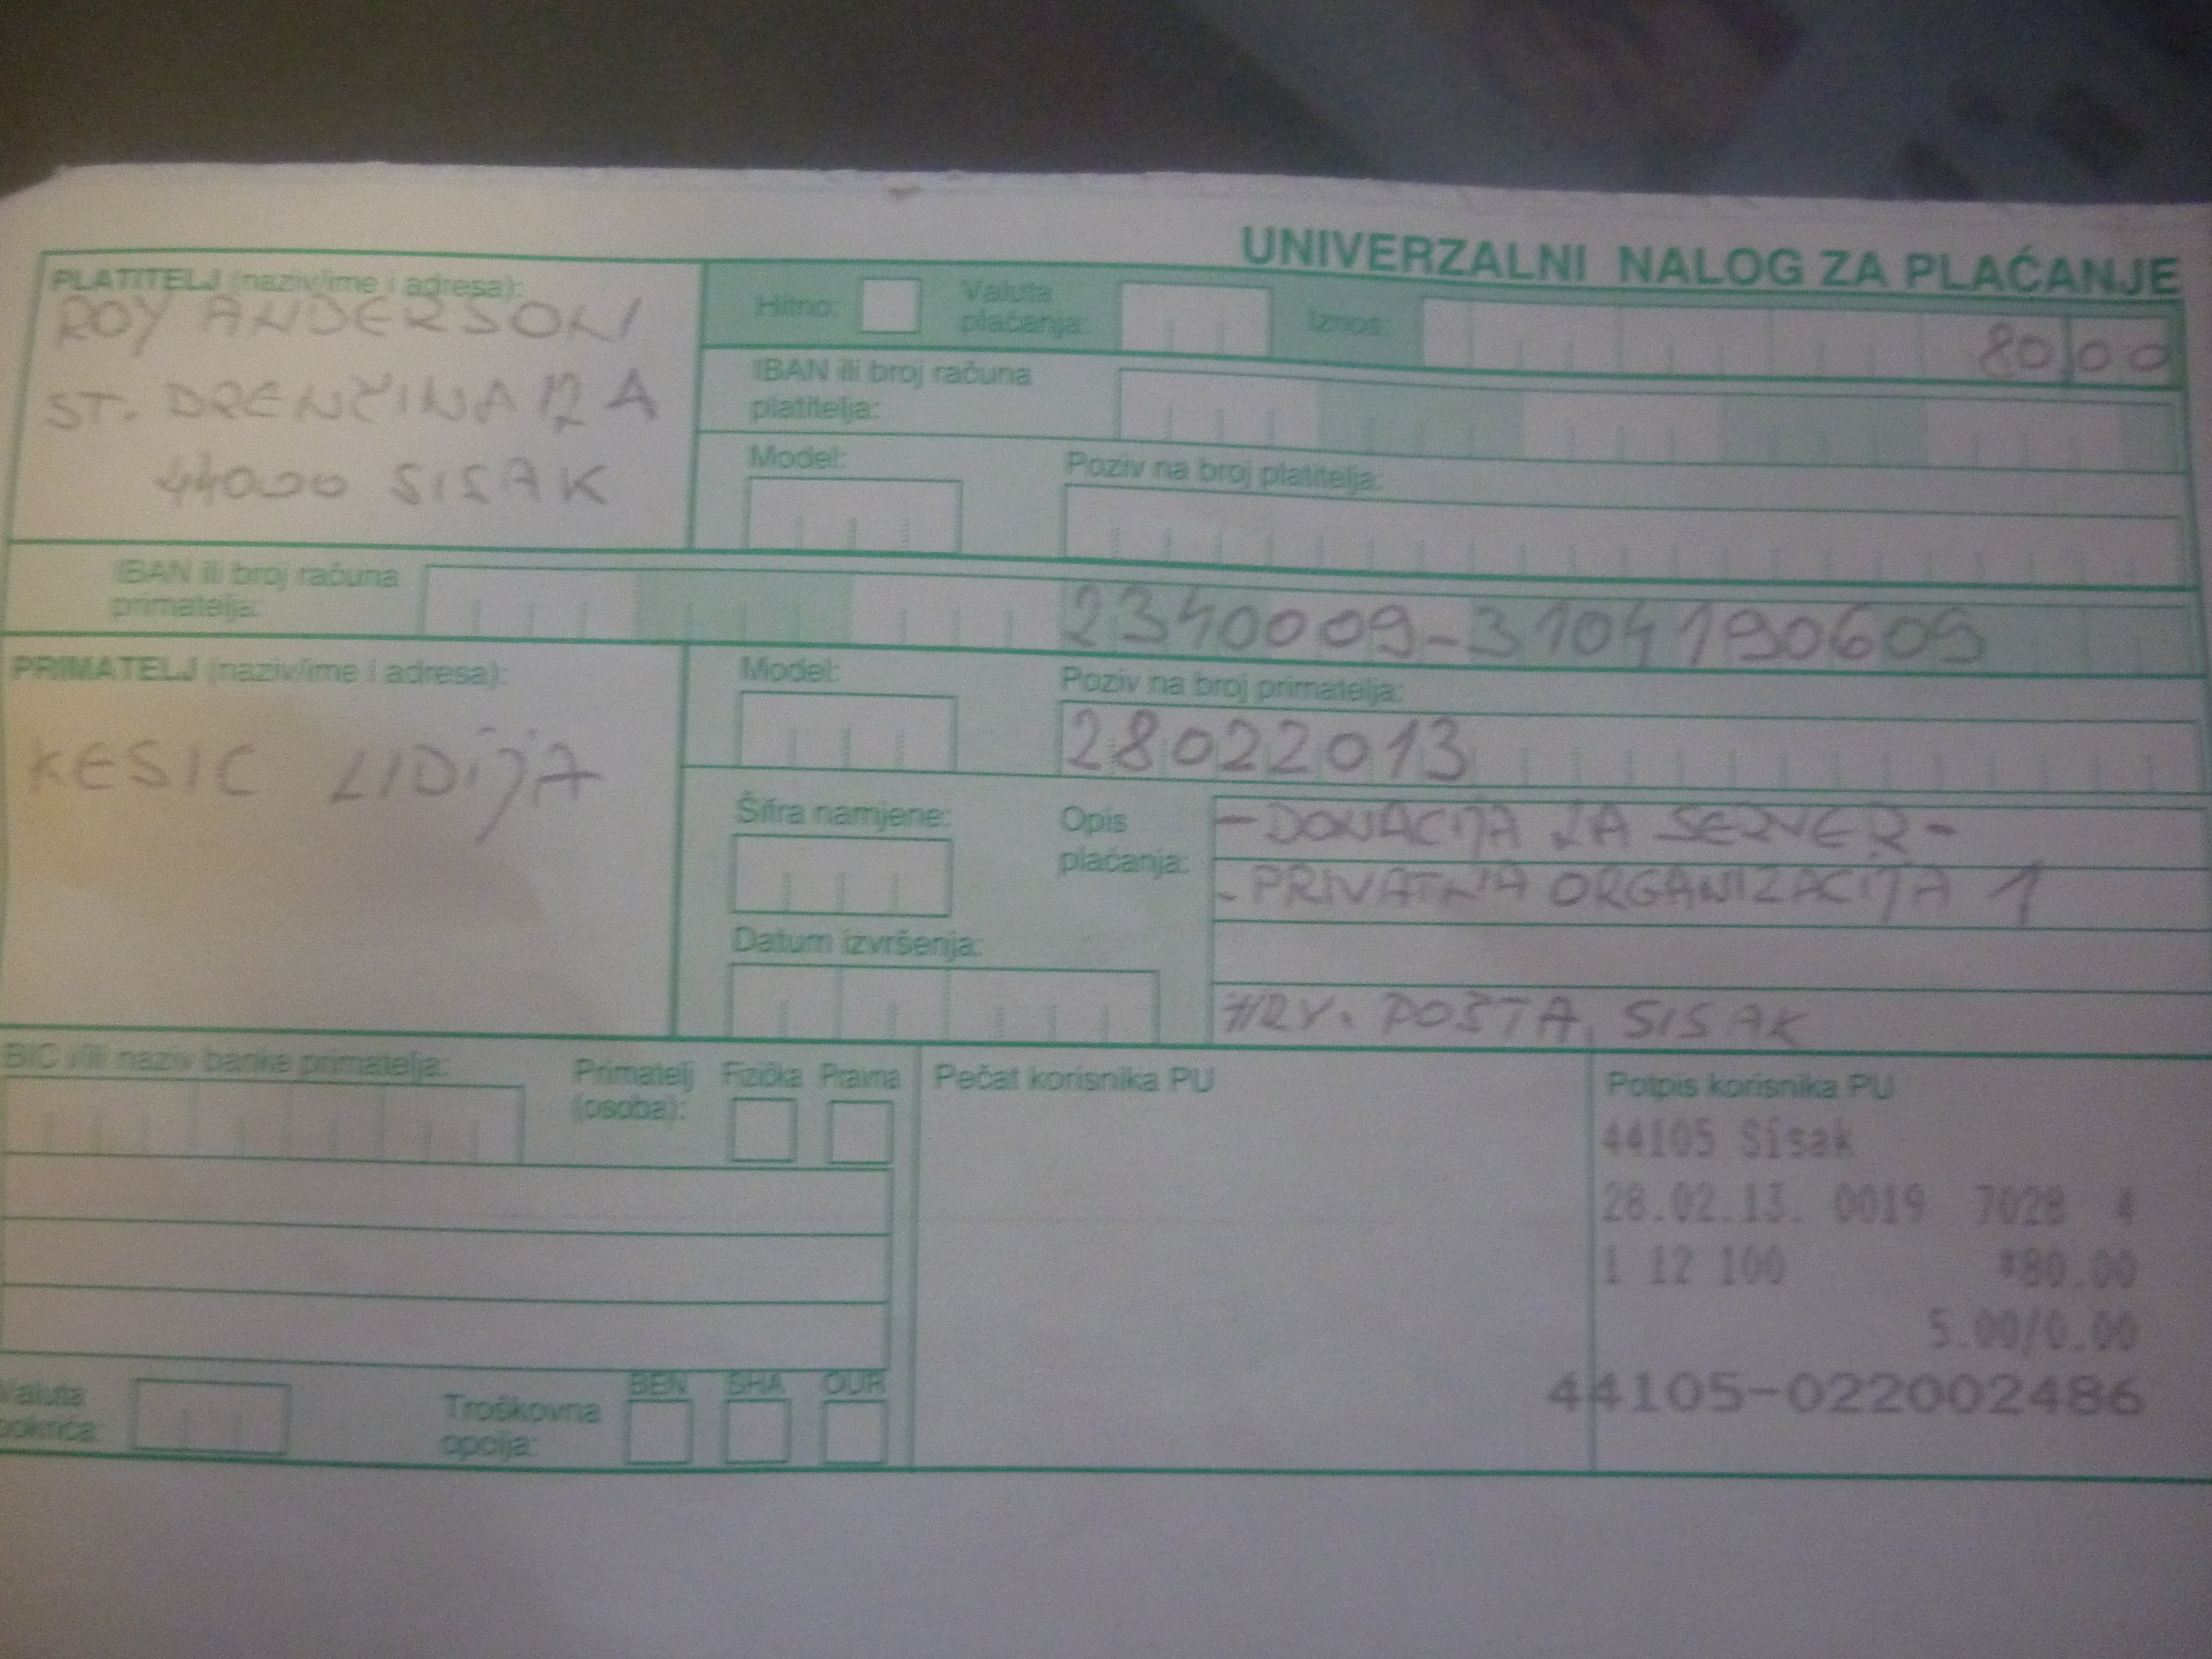 UNIVERZALNI NALOG ZA PLAĆANJE
PLATITELJ (naziv/ime i adresa):
ROY ANDERSON
ST. DRENČINA 12 A
44000 SISAK
Hitno:
Valuta
plaćanja:
Iznos:
80,00
IBAN ili broj računa
platitelja:
Model:
Poziv na broj platitelja:
IBAN ili broj računa
primatelja:
2340009-3104190609
PRIMATELJ (naziv/ime i adresa):
KESIC LIDIJA
Model:
Poziv na broj primatelja:
28022013
Šifra namjene:
Opis
plaćanja:
-DONACIJA ZA SERVER-
-PRIVATNA ORGANIZACIJA 1
Datum izvršenja:
HRV. POŠTA, SISAK
BIC i/ili naziv banke primatelja:
Primatelj
(osoba):
Fizička
Pravna
Pečat korisnika PU
Potpis korisnika PU
44105 Sisak
28.02.13. 0019 7028 4
1 12 100 *80.00
5.00/0.00
44105-022002486
Valuta
pokrića:
Troškovna
opcija:
BEN
SHA
OUR